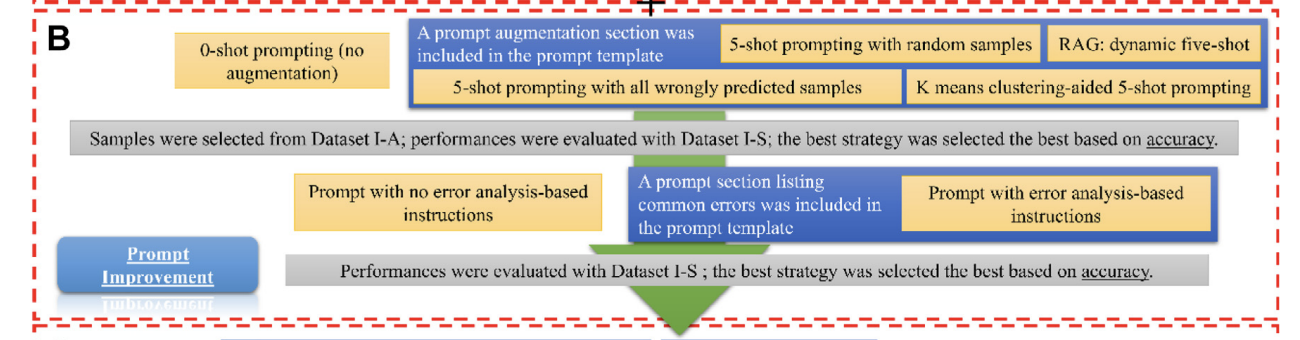 B
0-shot prompting (no
augmentation)
A prompt augmentation section was
included in the prompt template
5-shot prompting with random samples
RAG: dynamic five-shot
5-shot prompting with all wrongly predicted samples
K means clustering-aided 5-shot prompting
Samples were selected from Dataset I-A; performances were evaluated with Dataset I-S; the best strategy was selected the best based on accuracy.
Prompt with no error analysis-based
instructions
A prompt section listing
common errors was included in
the prompt template
Prompt with error analysis-based
instructions
Prompt
Improvement
Performances were evaluated with Dataset I-S ; the best strategy was selected the best based on accuracy.